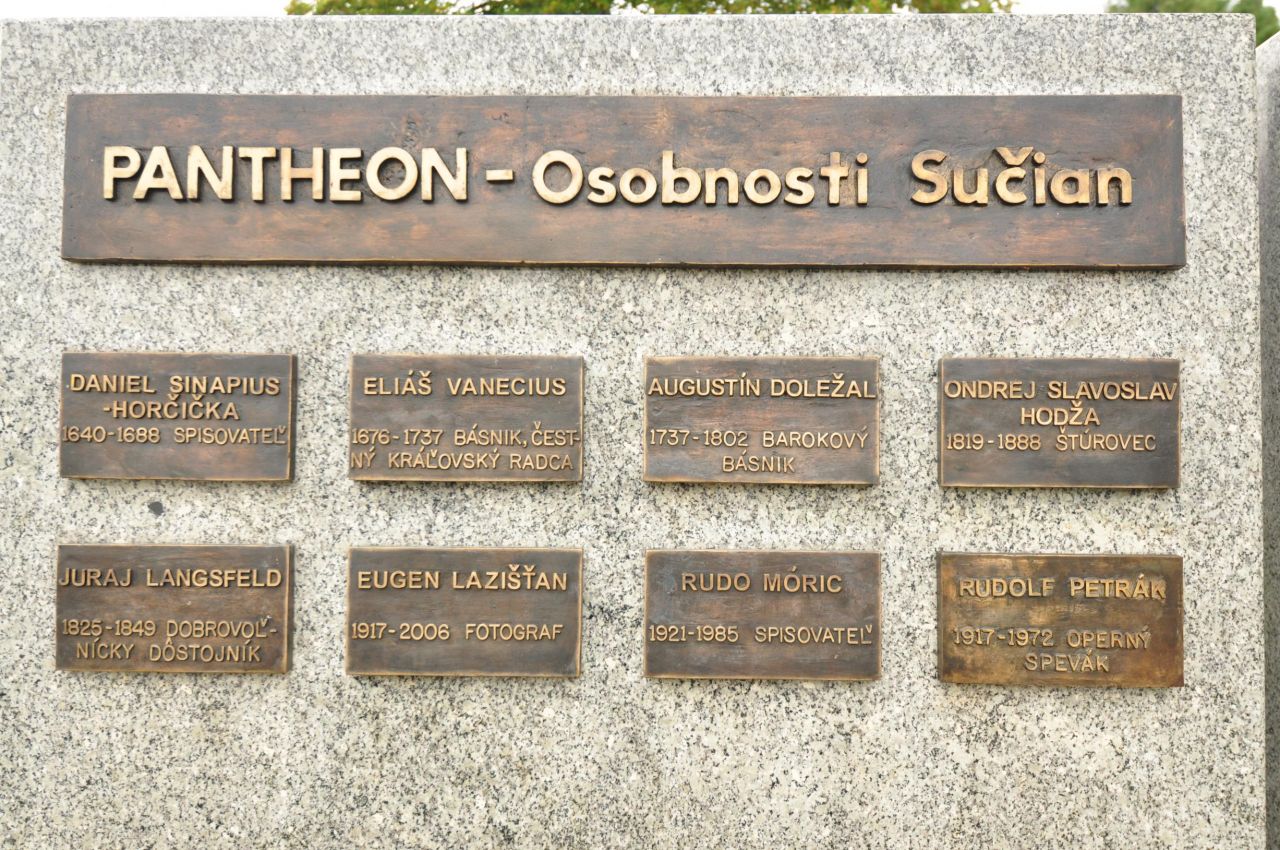 PANTHEON - Osobnosti Sučian
DANIEL SINAPIUS
-HORČIČKA
1640-1688 SPISOVATEĽ
ELIÁŠ VANECIUS
1676-1737 BÁSNIK, ČEST-
NÝ KRÁĽOVSKÝ RADCA
AUGUSTÍN DOLEŽAL
1737-1802 BAROKOVÝ
BÁSNIK
ONDREJ SLAVOSLAV
HODŽA
1819-1888 ŠTÚROVEC
JURAJ LANGSFELD
1825-1849 DOBROVOĽ-
NÍCKY DÔSTOJNÍK
EUGEN LAZIŠŤAN
1917-2006 FOTOGRAF
RUDO MÓRIC
1921-1985 SPISOVATEĽ
RUDOLF PETRÁK
1917-1972 OPERNÝ
SPEVÁK